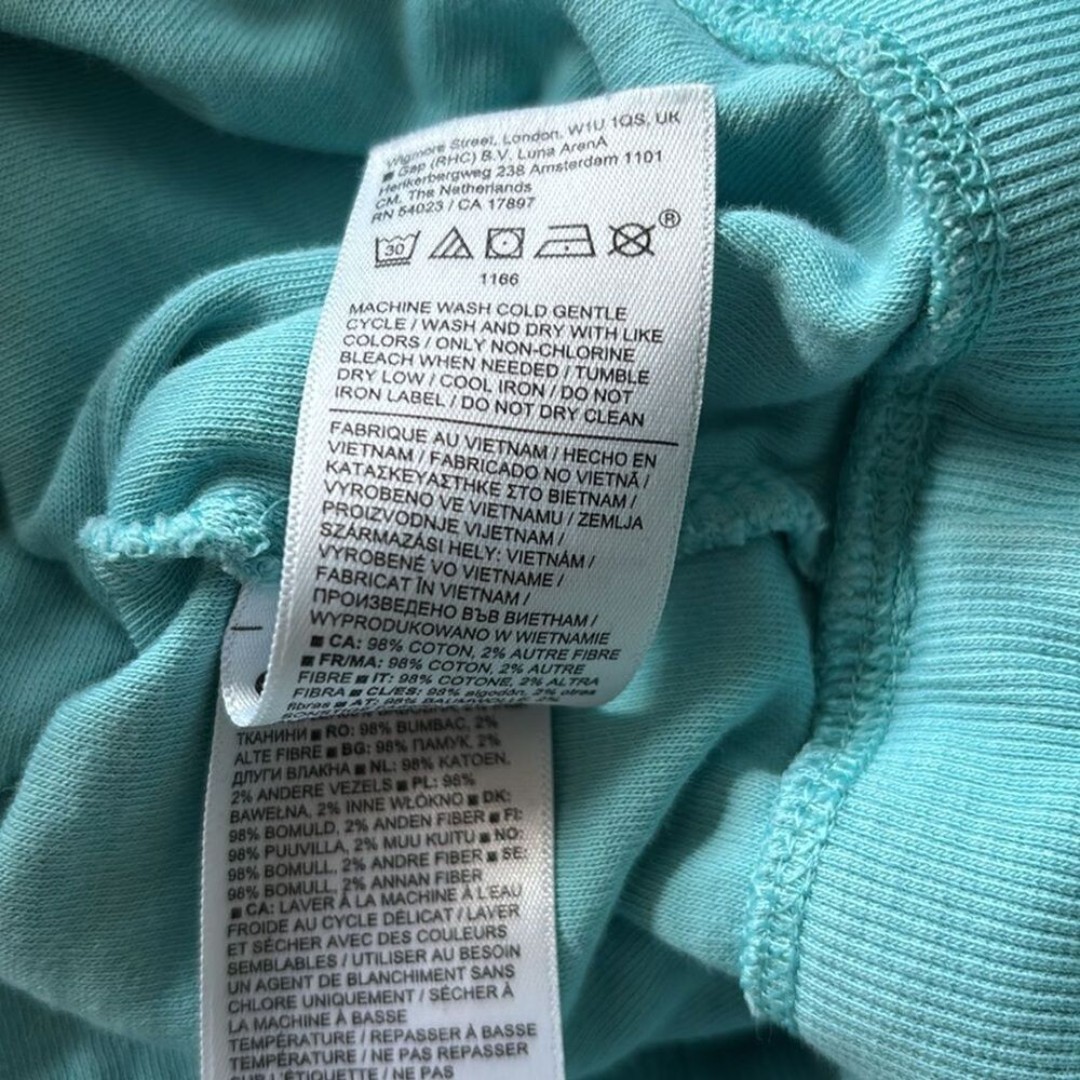 Wigmore Street, London, W1U 1QS, UK
■ Gap (RHC) B.V. Luna ArenA
Herikerbergweg 238 Amsterdam 1101
CM, The Netherlands
RN 54023 / CA 17897
30
®
1166
MACHINE WASH COLD GENTLE
CYCLE / WASH AND DRY WITH LIKE
COLORS / ONLY NON-CHLORINE
BLEACH WHEN NEEDED / TUMBLE
DRY LOW / COOL IRON / DO NOT
IRON LABEL / DO NOT DRY CLEAN
FABRIQUE AU VIETNAM / HECHO EN
VIETNAM / FABRICADO NO VIETNÃ /
ΚΑΤΑΣΚΕΥΑΣΤΗΚΕ ΣΤΟ ΒΙΕΤΝΑΜ /
VYROBENO VE VIETNAMU / ZEMLJA
PROIZVODNJE VIJETNAM /
SZÁRMAZÁSI HELY: VIETNÁM /
VYROBENÉ VO VIETNAME /
FABRICAT ÎN VIETNAM /
ПРОИЗВЕДЕНО ВЪВ ВИЕТНАМ /
WYPRODUKOWANO W WIETNAMIE
■ CA: 98% COTON, 2% AUTRE FIBRE
■ FR/MA: 98% COTON, 2% AUTRE
FIBRE ■ IT: 98% COTONE, 2% ALTRA
FIBRA ■ CL/ES: 98% algodón, 2% otras
fibras ■ AT: 98% BAUMWOLLE, 2%
ТКАНИНИ ■ RO: 98% BUMBAC, 2%
ALTE FIBRE ■ BG: 98% ПАМУК, 2%
ДРУГИ ВЛАКНА ■ NL: 98% KATOEN,
2% ANDERE VEZELS ■ PL: 98%
BAWEŁNA, 2% INNE WŁÓKNO ■ DK:
98% BOMULD, 2% ANDEN FIBER ■ FI:
98% PUUVILLA, 2% MUU KUITU ■ NO:
98% BOMULL, 2% ANDRE FIBER ■ SE:
98% BOMULL, 2% ANNAN FIBER
■ CA: LAVER À LA MACHINE À L'EAU
FROIDE AU CYCLE DÉLICAT / LAVER
ET SÉCHER AVEC DES COULEURS
SEMBLABLES / UTILISER AU BESOIN
UN AGENT DE BLANCHIMENT SANS
CHLORE UNIQUEMENT / SÉCHER À
LA MACHINE À BASSE
TEMPÉRATURE / REPASSER À BASSE
TEMPÉRATURE / NE PAS REPASSER
SUR L'ÉTIQUETTE / NE PAS